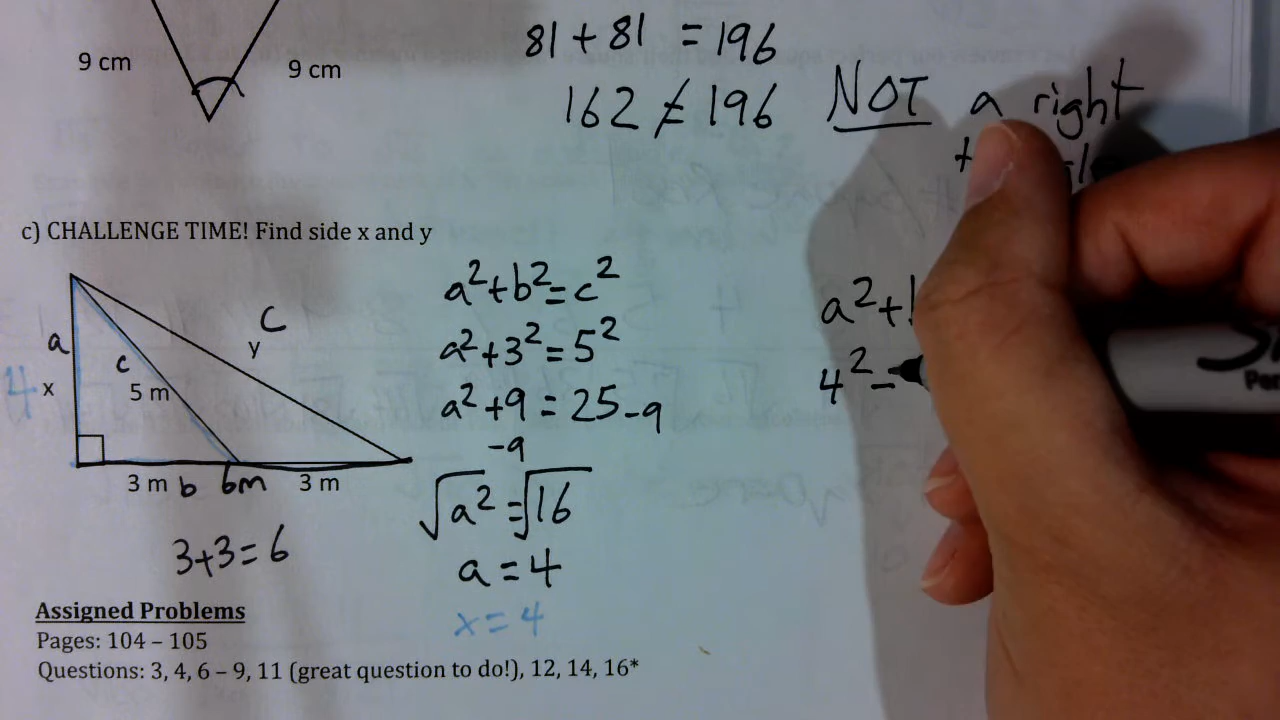 9 cm
9 cm
81 + 81 = 196
162 ≠ 196 NOT a right
c) CHALLENGE TIME! Find side x and y
a
x
4
c
5 m
C
y
3 m b 6m 3 m
3+3=6
a²+b²=c²
a²+3²=5²
a²+9=25-9
-9
√a²=√16
a=4
x=4
a²+
4²
Assigned Problems
Pages: 104 – 105
Questions: 3, 4, 6 – 9, 11 (great question to do!), 12, 14, 16*